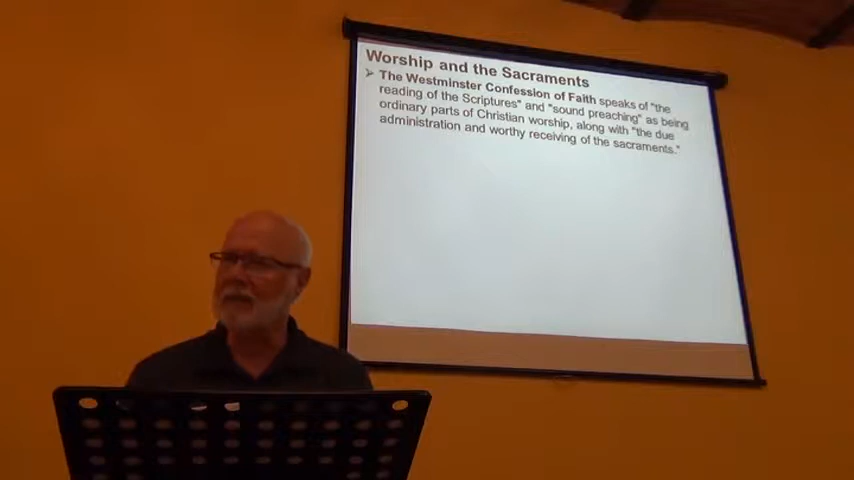 Worship and the Sacraments
➢ The Westminster Confession of Faith speaks of "the
reading of the Scriptures" and "sound preaching" as being
ordinary parts of Christian worship, along with "the due
administration and worthy receiving of the sacraments."